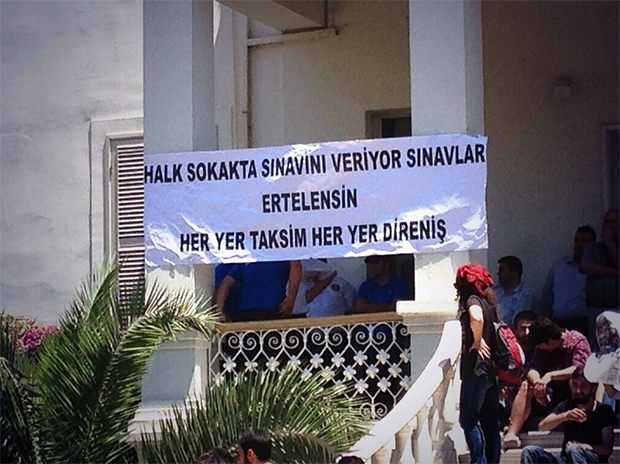 HALK SOKAKTA SINAVINI VERİYOR SINAVLAR
ERTELENSİN
HER YER TAKSİM HER YER DİRENİŞ